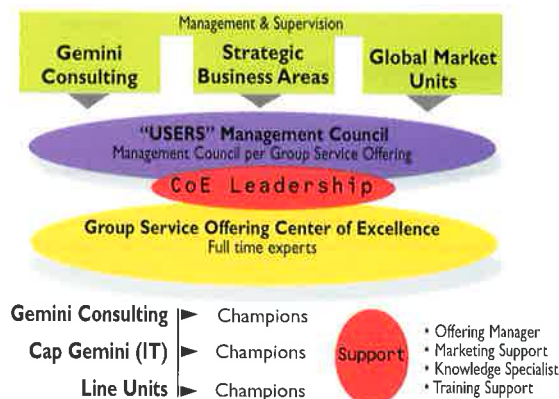 Management & Supervision
Gemini
Consulting
Strategic
Business Areas
Global Market
Units
“USERS” Management Council
Management Council per Group Service Offering
CoE Leadership
Group Service Offering Center of Excellence
Full time experts
Gemini Consulting
Champions
Cap Gemini (IT)
Champions
Line Units
Champions
Support
• Offering Manager
• Marketing Support
• Knowledge Specialist
• Training Support